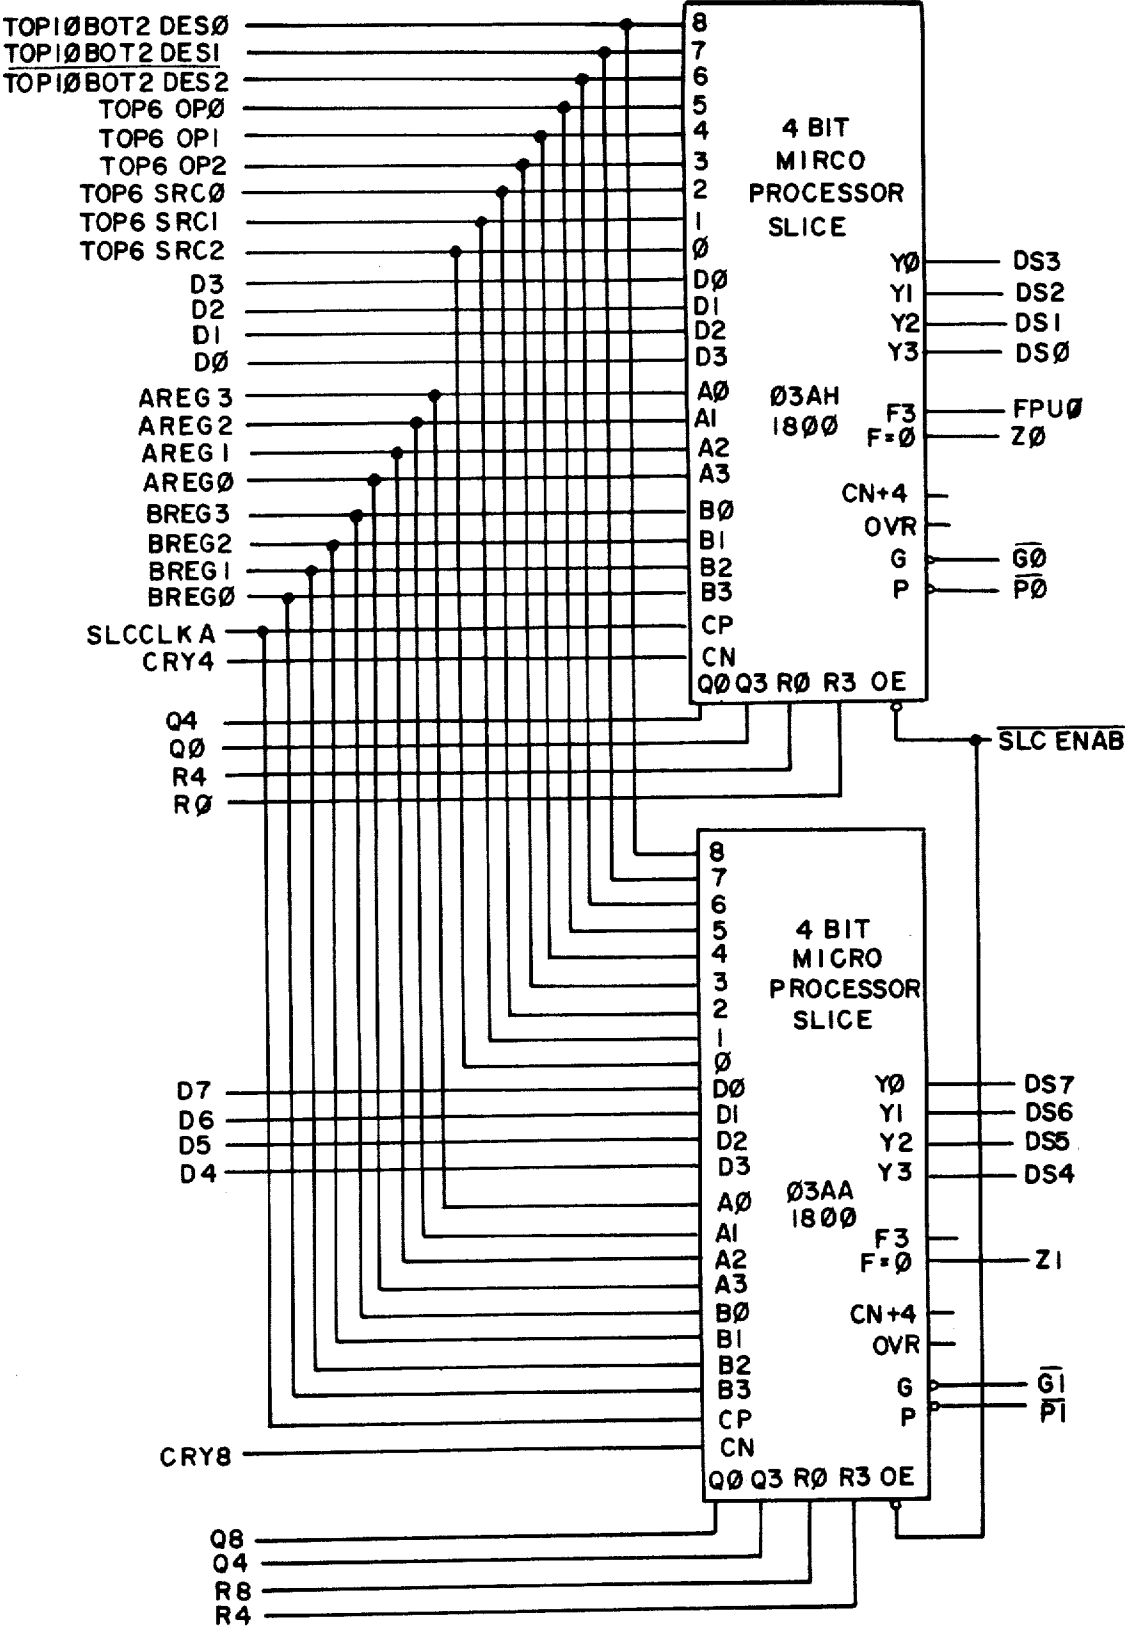 TOP10BOT2 DES0
TOP10BOT2 DES1
TOP10BOT2 DES2
TOP6 OP0
TOP6 OP1
TOP6 OP2
TOP6 SRC0
TOP6 SRC1
TOP6 SRC2
D3
D2
D1
D0
AREG3
AREG2
AREG1
AREG0
BREG3
BREG2
BREG1
BREG0
SLCCLKA
CRY4
Q4
Q0
R4
R0
8
7
6
5
4
3
2
1
0
D0
D1
D2
D3
A0
A1
A2
A3
B0
B1
B2
B3
CP
CN
Q0 Q3 R0 R3 OE
4 BIT
MIRCO
PROCESSOR
SLICE
03AH
1800
Y0
Y1
Y2
Y3
F3
F=0
CN+4
OVR
G
P
DS3
DS2
DS1
DS0
FPU0
Z0
G0
P0
SLC ENAB
8
7
6
5
4
3
2
1
0
D0
D1
D2
D3
A0
A1
A2
A3
B0
B1
B2
B3
CP
CN
Q0 Q3 R0 R3 OE
4 BIT
MICRO
PROCESSOR
SLICE
03AA
1800
Y0
Y1
Y2
Y3
F3
F=0
CN+4
OVR
G
P
DS7
DS6
DS5
DS4
Z1
G1
P1
D7
D6
D5
D4
CRY8
Q8
Q4
R8
R4